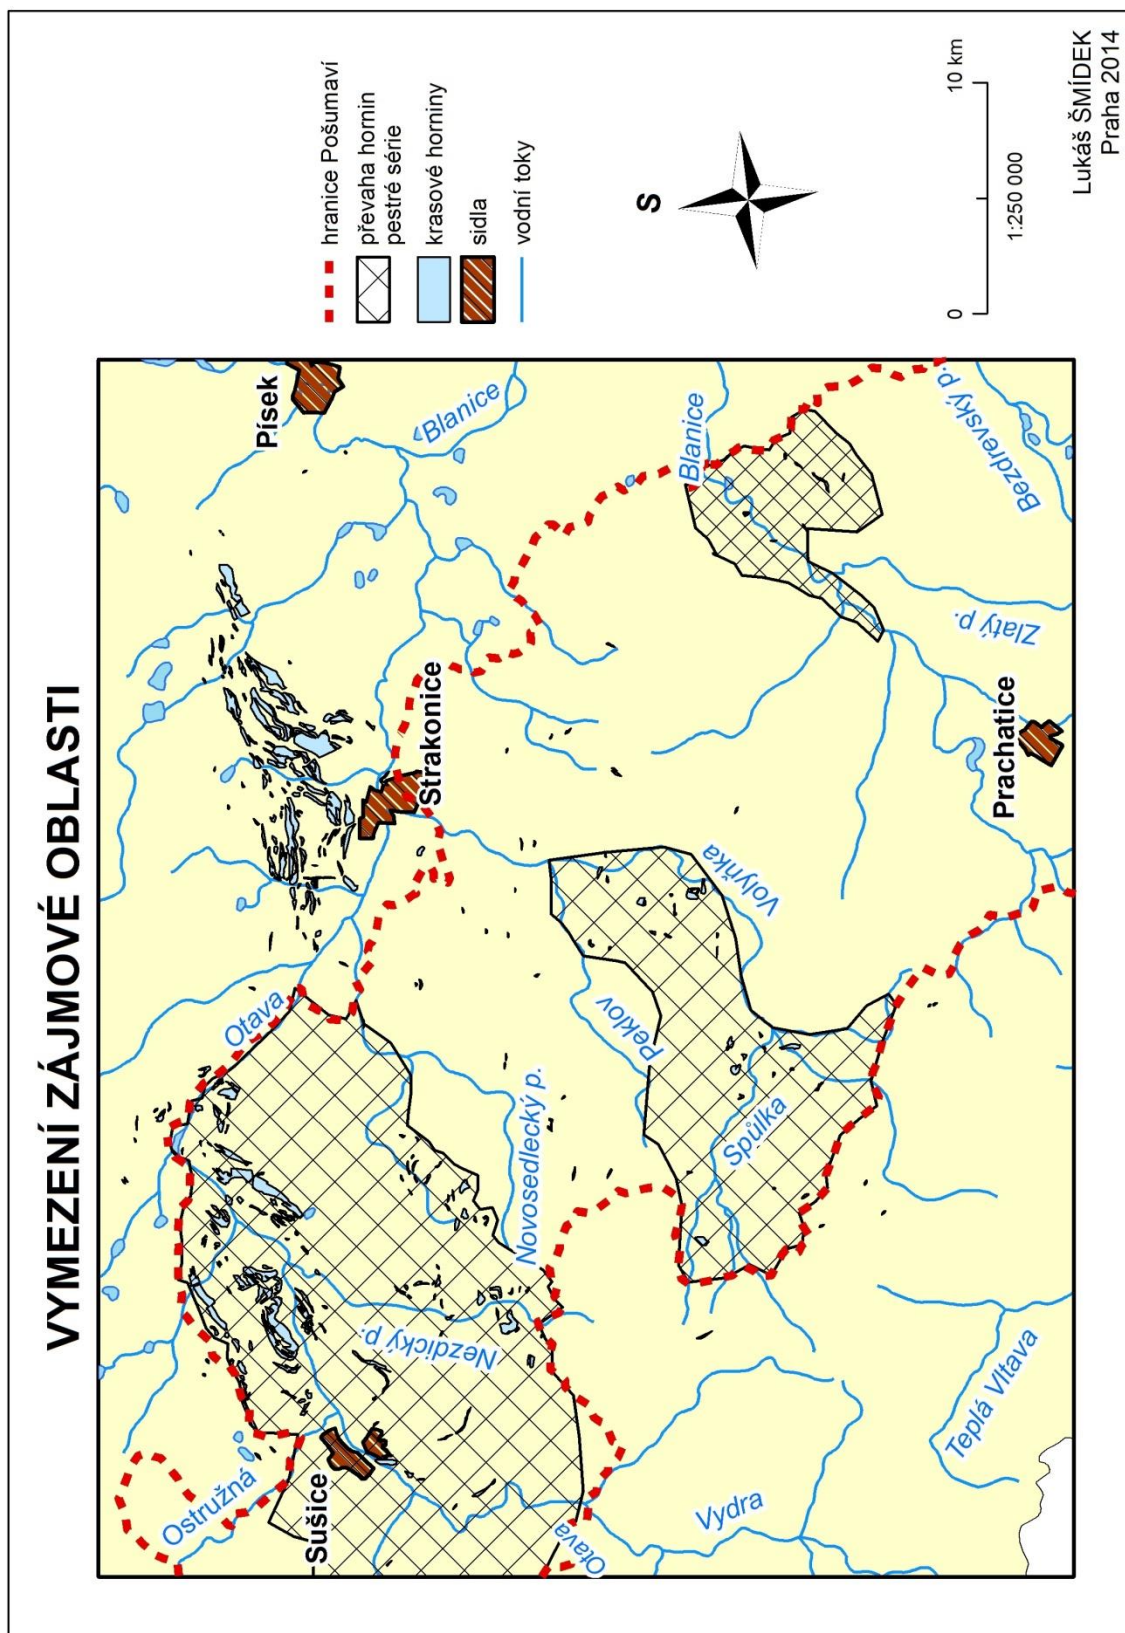 VYMEZENÍ ZÁJMOVÉ OBLASTI
Ostružná
Sušice
Otava
Vydra
Teplá Vltava
Nezdický p.
Otava
Novosedlecký p.
Peklov
Spůlka
Volyňka
Strakonice
Prachatice
Zlatý p.
Písek
Blanice
Blanice
Bezdrevský p.
hranice Pošumaví
převaha hornin
pestré série
krasové horniny
sidla
vodní toky
S
0
10 km
1:250 000
Lukáš ŠMÍDEK
Praha 2014